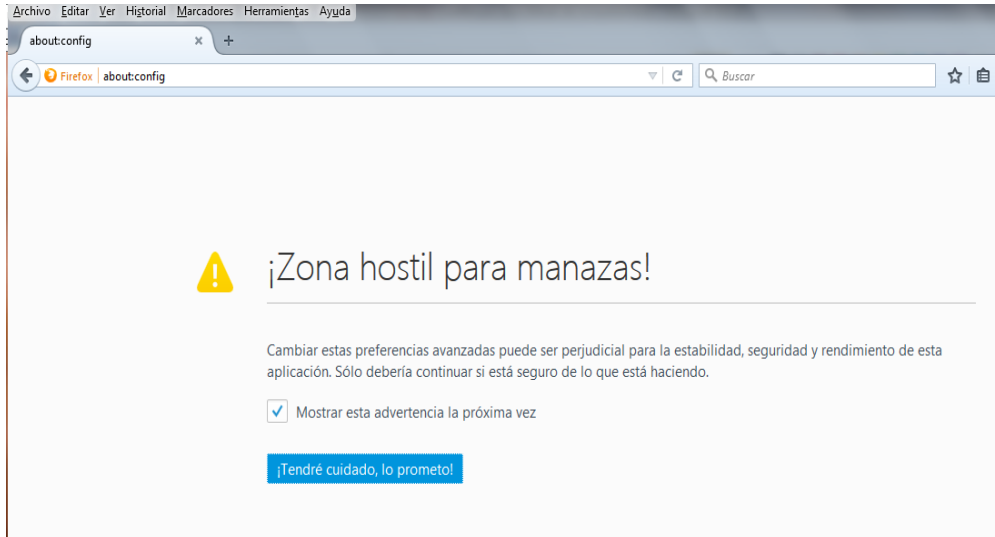 Archivo Editar Ver Historial Marcadores Herramientas Ayuda
about:config
Firefox about:config
Buscar
¡Zona hostil para manazas!
Cambiar estas preferencias avanzadas puede ser perjudicial para la estabilidad, seguridad y rendimiento de esta
aplicación. Sólo debería continuar si está seguro de lo que está haciendo.
Mostrar esta advertencia la próxima vez
¡Tendré cuidado, lo prometo!